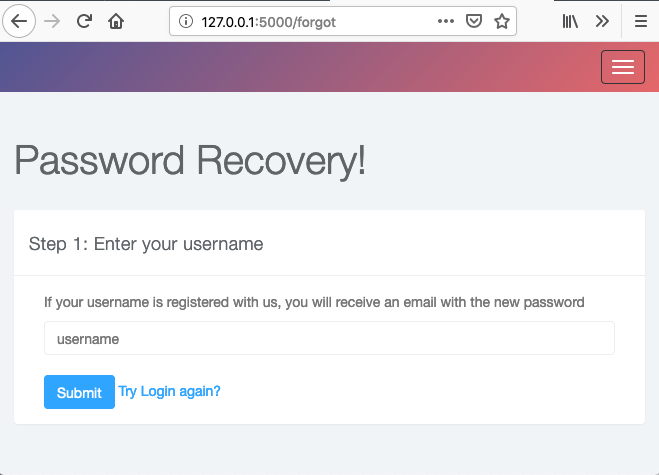 127.0.0.1:5000/forgot
Password Recovery!
Step 1: Enter your username
If your username is registered with us, you will receive an email with the new password
username
Submit Try Login again?